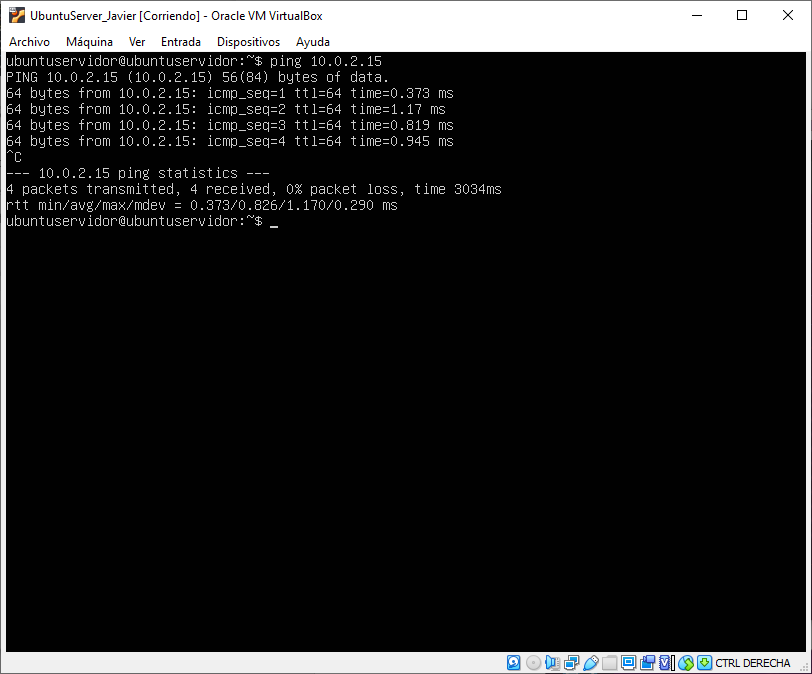 UbuntuServer_Javier [Corriendo] - Oracle VM VirtualBox
Archivo Máquina Ver Entrada Dispositivos Ayuda
ubuntuservidor@ubuntuservidor:~$ ping 10.0.2.15
PING 10.0.2.15 (10.0.2.15) 56(84) bytes of data.
64 bytes from 10.0.2.15: icmp_seq=1 ttl=64 time=0.373 ms
64 bytes from 10.0.2.15: icmp_seq=2 ttl=64 time=1.17 ms
64 bytes from 10.0.2.15: icmp_seq=3 ttl=64 time=0.819 ms
64 bytes from 10.0.2.15: icmp_seq=4 ttl=64 time=0.945 ms
^C
--- 10.0.2.15 ping statistics ---
4 packets transmitted, 4 received, 0% packet loss, time 3034ms
rtt min/avg/max/mdev = 0.373/0.826/1.170/0.290 ms
ubuntuservidor@ubuntuservidor:~$ _
CTRL DERECHA